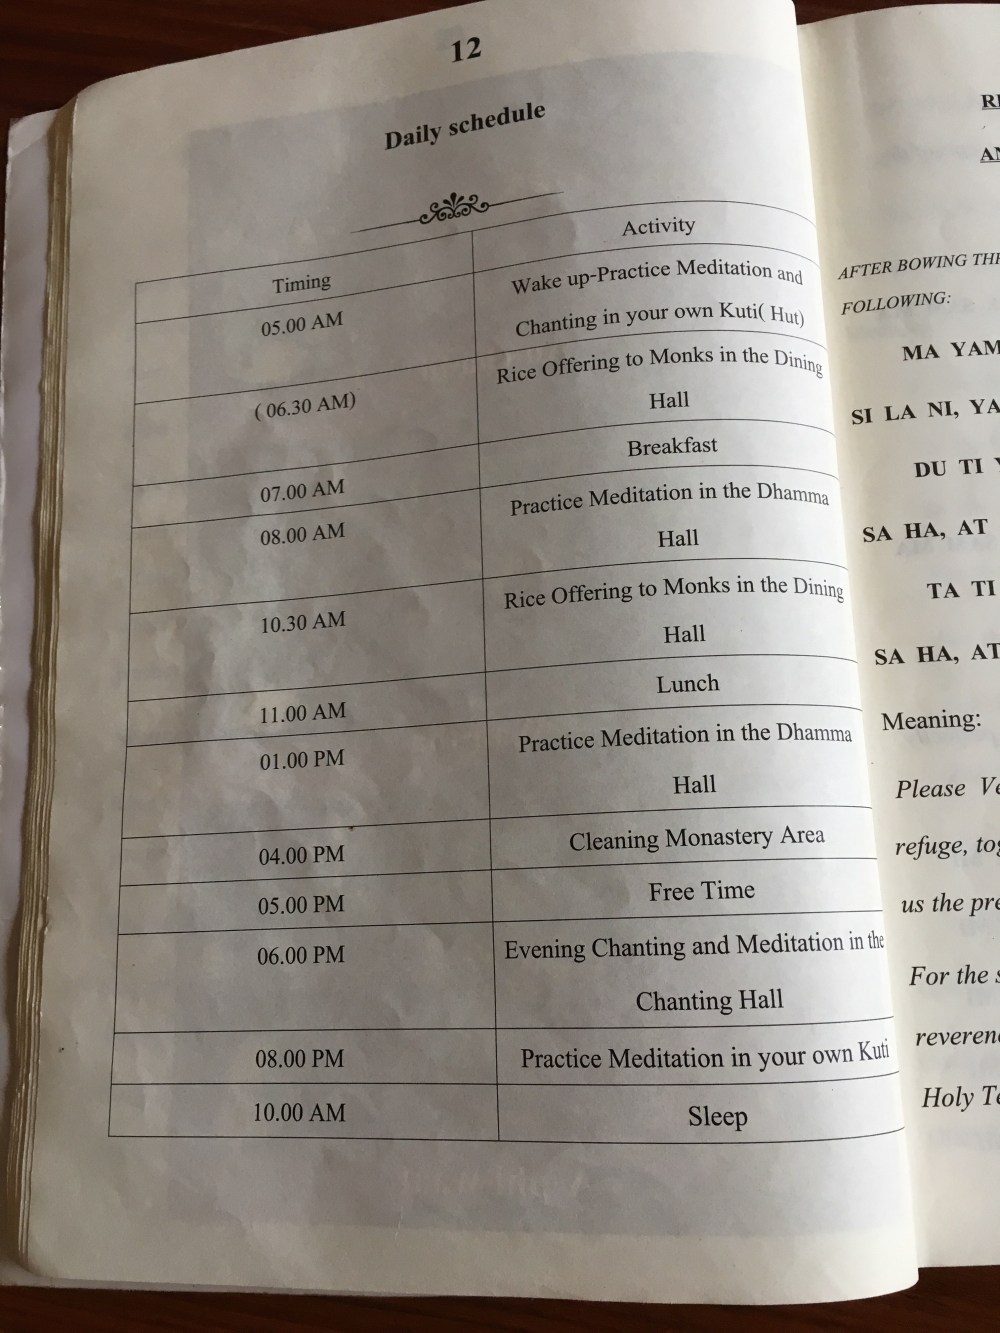 12
Daily schedule
Timing
Activity
05.00 AM
Wake up-Practice Meditation and
Chanting in your own Kuti( Hut)
( 06.30 AM)
Rice Offering to Monks in the Dining
Hall
07.00 AM
Breakfast
08.00 AM
Practice Meditation in the Dhamma
Hall
10.30 AM
Rice Offering to Monks in the Dining
Hall
11.00 AM
Lunch
01.00 PM
Practice Meditation in the Dhamma
Hall
04.00 PM
Cleaning Monastery Area
05.00 PM
Free Time
06.00 PM
Evening Chanting and Meditation in the
Chanting Hall
08.00 PM
Practice Meditation in your own Kuti
10.00 AM
Sleep
AFTER BOWING
FOLLOWING:
MA YAM
SI LA NI, YA
DU TI
SA HA, AT
TA TI
SA HA, AT
Meaning:
Please
refuge,
us the
For the
Holy